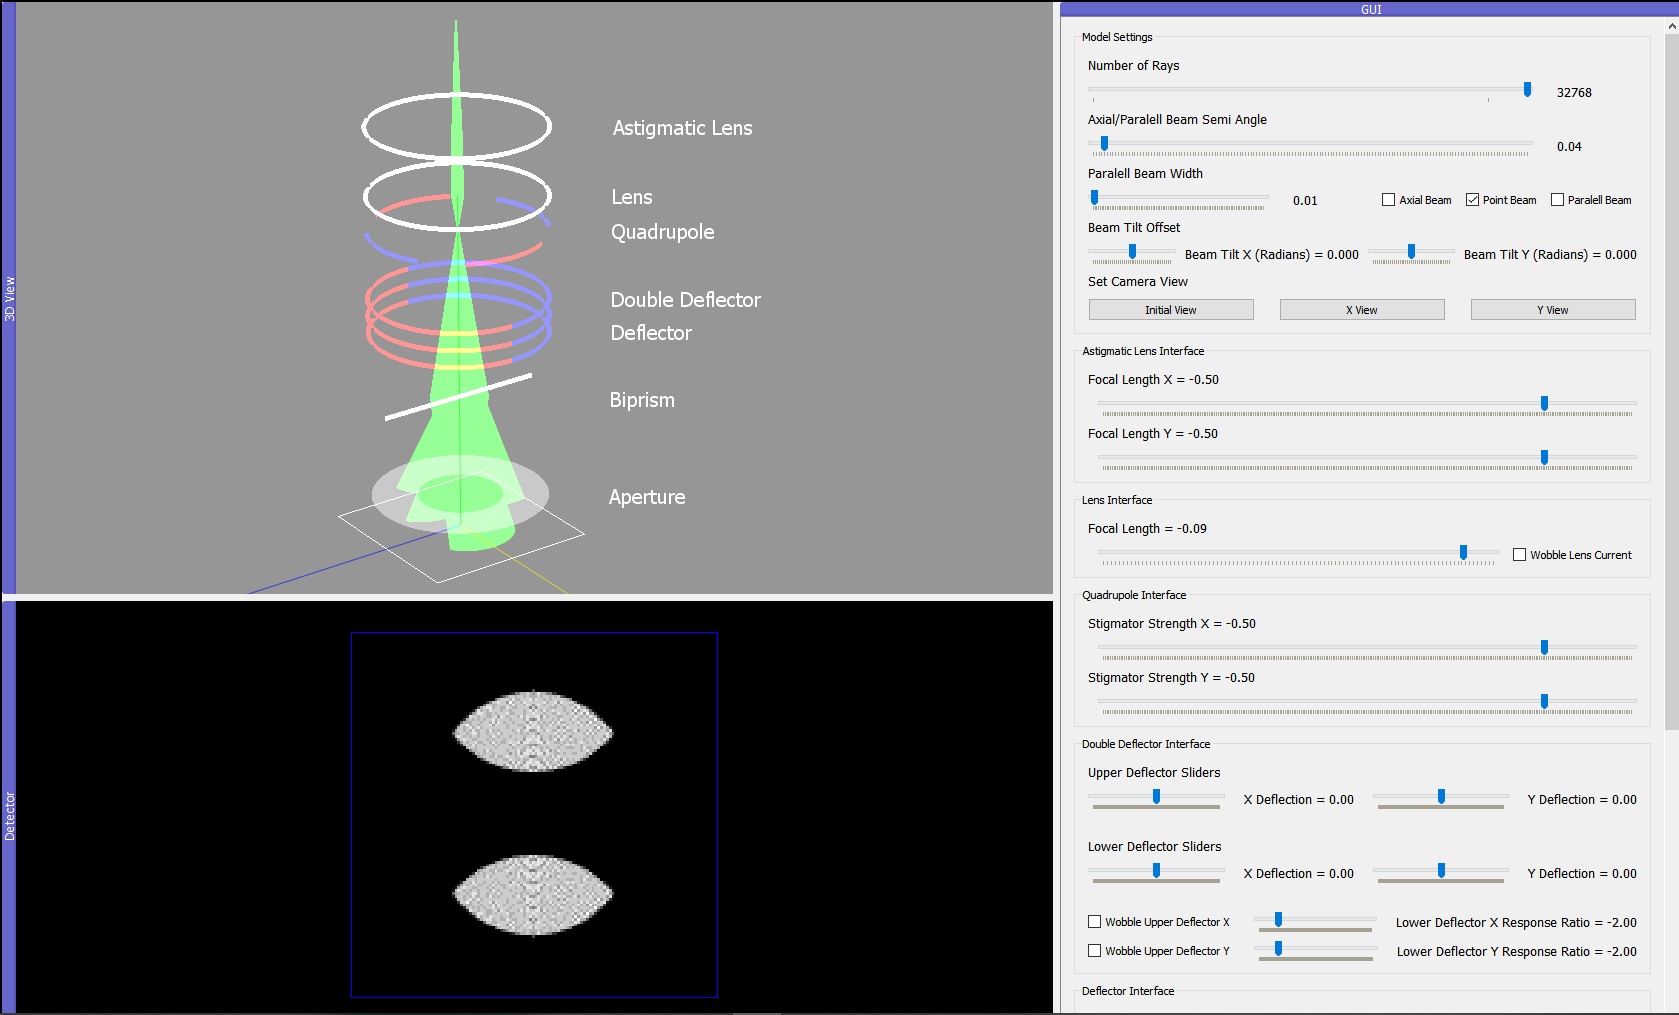 3D View
Astigmatic Lens
Lens
Quadrupole
Double Deflector
Deflector
Biprism
Aperture
Detector
GUI
Model Settings
Number of Rays
32768
Axial/Paralell Beam Semi Angle
0.04
Paralell Beam Width
0.01 Axial Beam Point Beam Paralell Beam
Beam Tilt Offset
Beam Tilt X (Radians) = 0.000 Beam Tilt Y (Radians) = 0.000
Set Camera View
Initial View X View Y View
Astigmatic Lens Interface
Focal Length X = -0.50
Focal Length Y = -0.50
Lens Interface
Focal Length = -0.09
Wobble Lens Current
Quadrupole Interface
Stigmator Strength X = -0.50
Stigmator Strength Y = -0.50
Double Deflector Interface
Upper Deflector Sliders
X Deflection = 0.00 Y Deflection = 0.00
Lower Deflector Sliders
X Deflection = 0.00 Y Deflection = 0.00
Wobble Upper Deflector X Lower Deflector X Response Ratio = -2.00
Wobble Upper Deflector Y Lower Deflector Y Response Ratio = -2.00
Deflector Interface